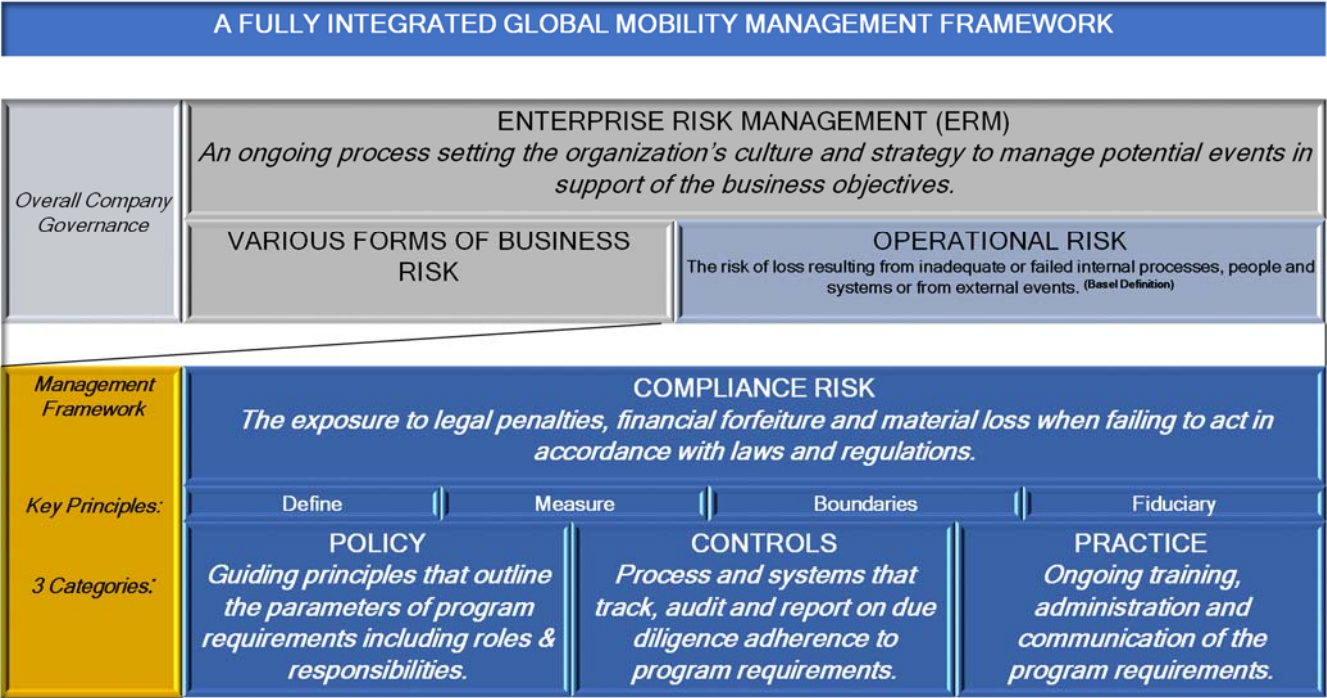 A FULLY INTEGRATED GLOBAL MOBILITY MANAGEMENT FRAMEWORK
Overall Company
Governance
ENTERPRISE RISK MANAGEMENT (ERM)
An ongoing process setting the organization's culture and strategy to manage potential events in
support of the business objectives.
VARIOUS FORMS OF BUSINESS
RISK
OPERATIONAL RISK
The risk of loss resulting from inadequate or failed internal processes, people and
systems or from external events. (Basel Definition)
Management
Framework
COMPLIANCE RISK
The exposure to legal penalties, financial forfeiture and material loss when failing to act in
accordance with laws and regulations.
Key Principles:
Define
Measure
Boundaries
Fiduciary
3 Categories:
POLICY
Guiding principles that outline
the parameters of program
requirements including roles &
responsibilities.
CONTROLS
Process and systems that
track, audit and report on due
diligence adherence to
program requirements.
PRACTICE
Ongoing training,
administration and
communication of the
program requirements.